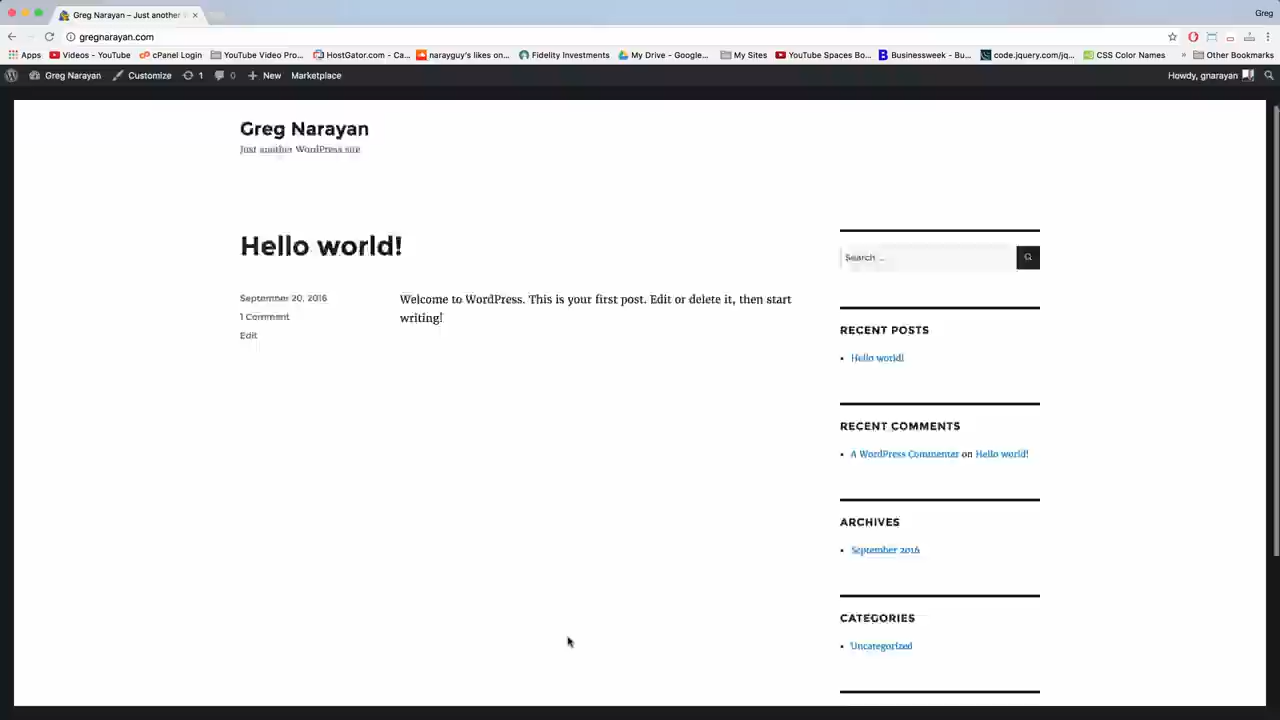 Greg Narayan – Just another
Greg
gregnarayan.com
Apps Videos - YouTube cPanel Login YouTube Video Pro... HostGator.com - Ca... narayguy's likes on... Fidelity Investments My Drive - Google... My Sites YouTube Spaces Bo... Businessweek - Bu... code.jquery.com/jq... CSS Color Names » Other Bookmarks
Greg Narayan Customize 1 0 New Marketplace Howdy, gnarayan
Greg Narayan
Just another WordPress site
Hello world!
September 20, 2016
1 Comment
Edit
Welcome to WordPress. This is your first post. Edit or delete it, then start
writing!
Search ...
RECENT POSTS
Hello world!
RECENT COMMENTS
A WordPress Commenter on Hello world!
ARCHIVES
September 2016
CATEGORIES
Uncategorized